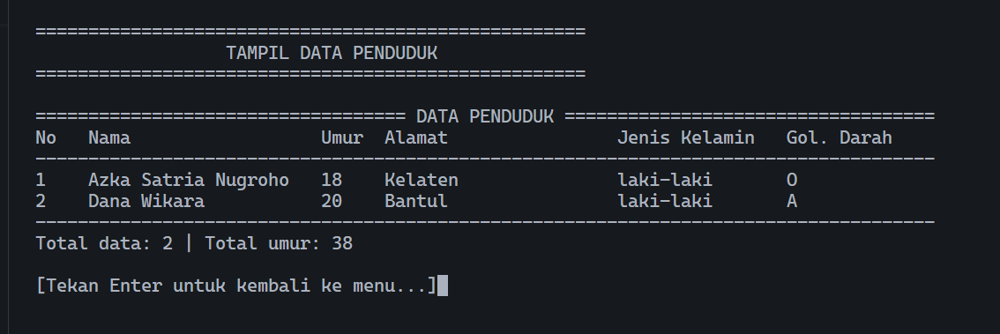 ====================================================
TAMPIL DATA PENDUDUK
====================================================
=================================== DATA PENDUDUK ===================================
No   Nama                  Umur  Alamat                Jenis Kelamin   Gol. Darah
-------------------------------------------------------------------------------------
1    Azka Satria Nugroho   18    Kelaten               laki-laki       O
2    Dana Wikara           20    Bantul                laki-laki       A
-------------------------------------------------------------------------------------
Total data: 2 | Total umur: 38
[Tekan Enter untuk kembali ke menu...]